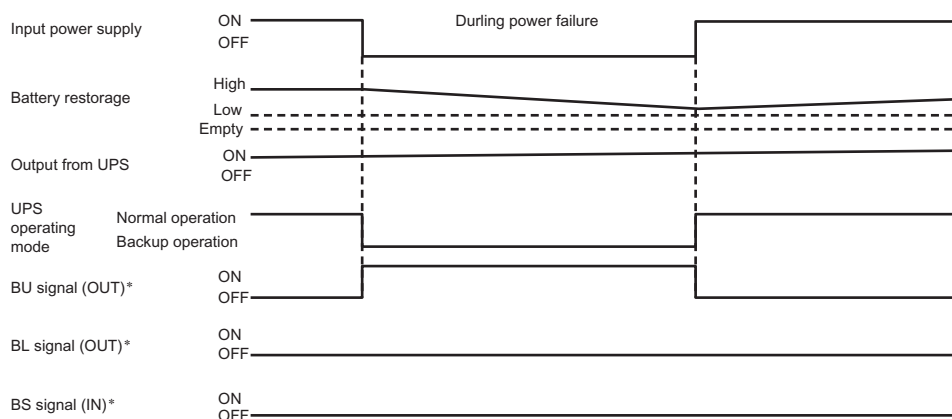 Input power supply
ON
OFF
Durling power failure
Battery restorage
High
Low
Empty
Output from UPS
ON
OFF
UPS
operating
mode
Normal operation
Backup operation
BU signal (OUT)*
ON
OFF
BL signal (OUT)*
ON
OFF
BS signal (IN)*
ON
OFF